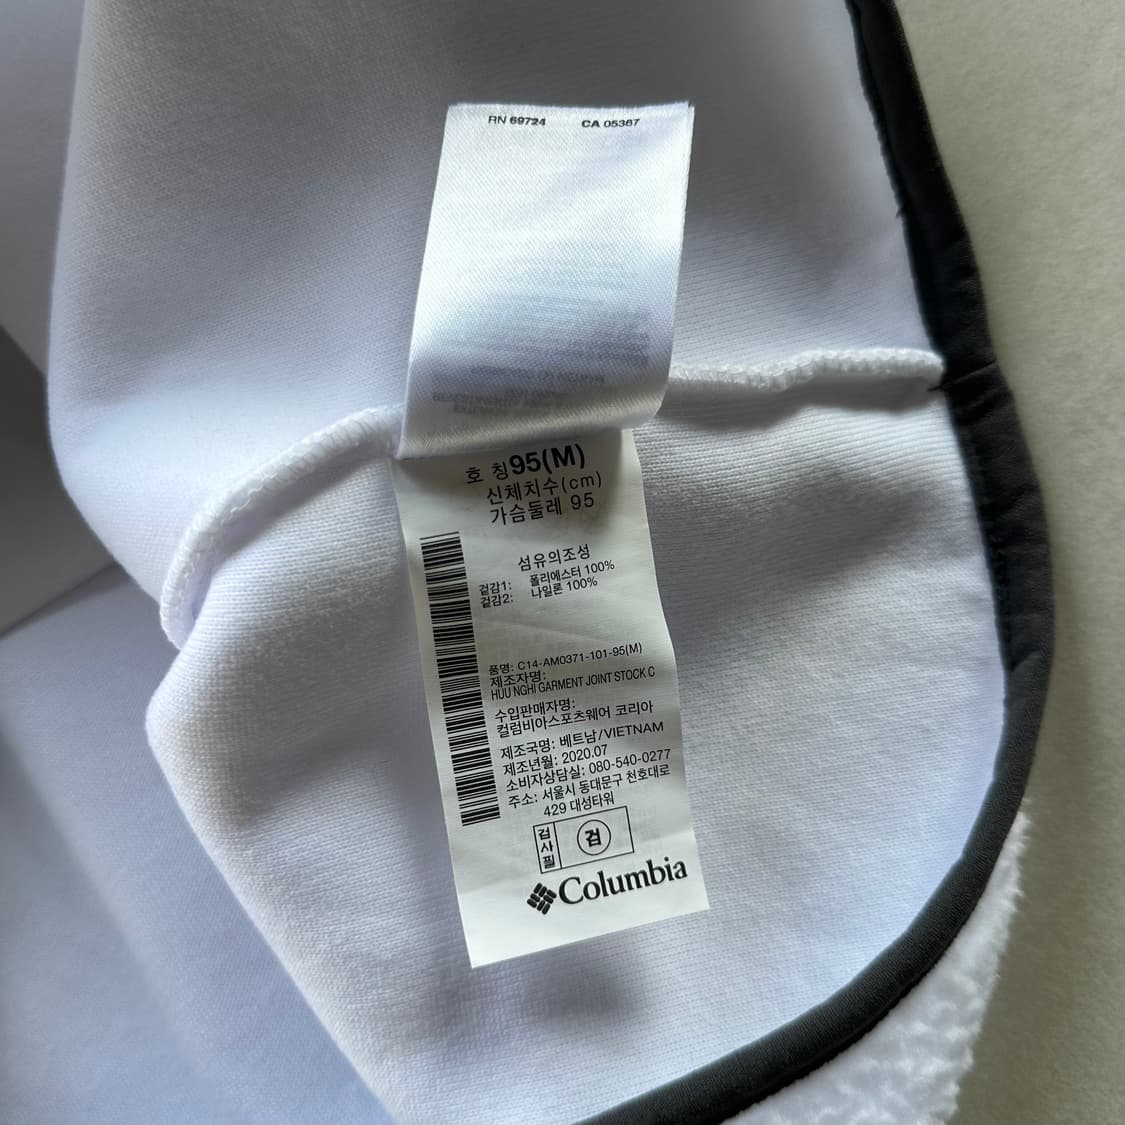 RN 69724 CA 05367
호 칭95(M)
신체치수(cm)
가슴둘레 95
섬유의조성
겉감1: 폴리에스터 100%
겉감2: 나일론 100%
품명: C14-AM0371-101-95(M)
제조자명:
HUU NGHI GARMENT JOINT STOCK C
수입판매자명:
컬럼비아스포츠웨어 코리아
제조국명: 베트남/VIETNAM
제조년월: 2020.07
소비자상담실: 080-540-0277
주소: 서울시 동대문구 천호대로
429 대성타워
검사필 검
Columbia